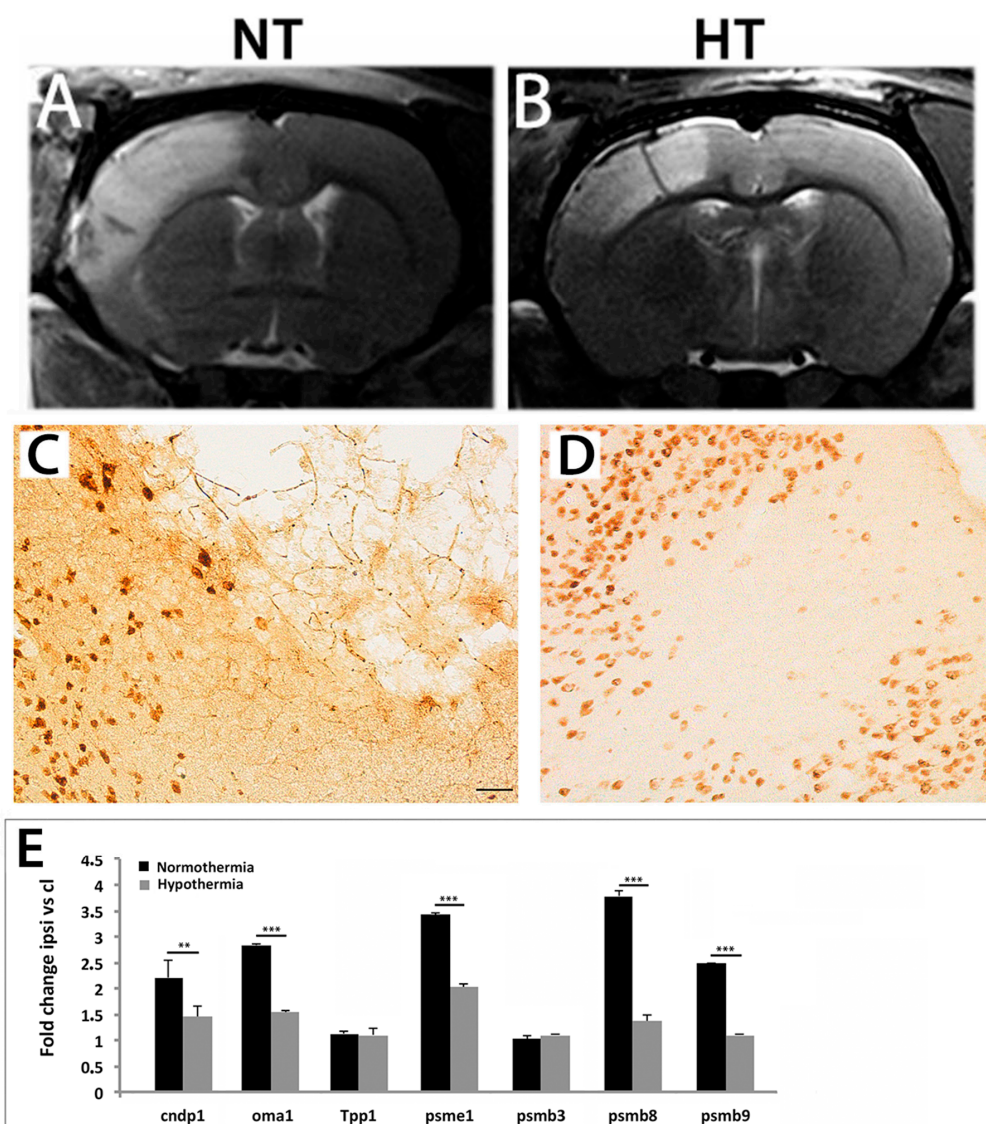 NT
HT
A
B
C
D
E
Normothermia
Hypothermia
Fold change ipsi vs cl
4.5
4
3.5
3
2.5
2
1.5
1
0.5
0
**
***
***
***
***
cndp1
oma1
Tpp1
psme1
psmb3
psmb8
psmb9